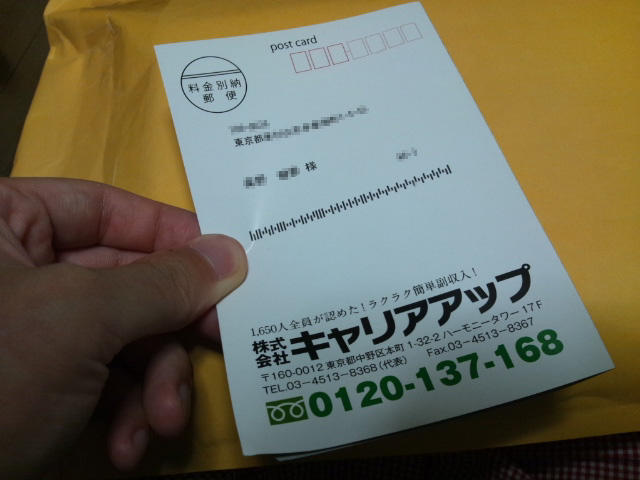 post card
料金別納
郵便
東京都
様
1,650人全員が認めた！ラクラク簡単副収入！
株式会社キャリアアップ
〒160-0012 東京都中野区本町 1-32-2 ハーモニータワー 17F
TEL.03-4513-8368(代表) Fax.03-4513-8367
0120-137-168